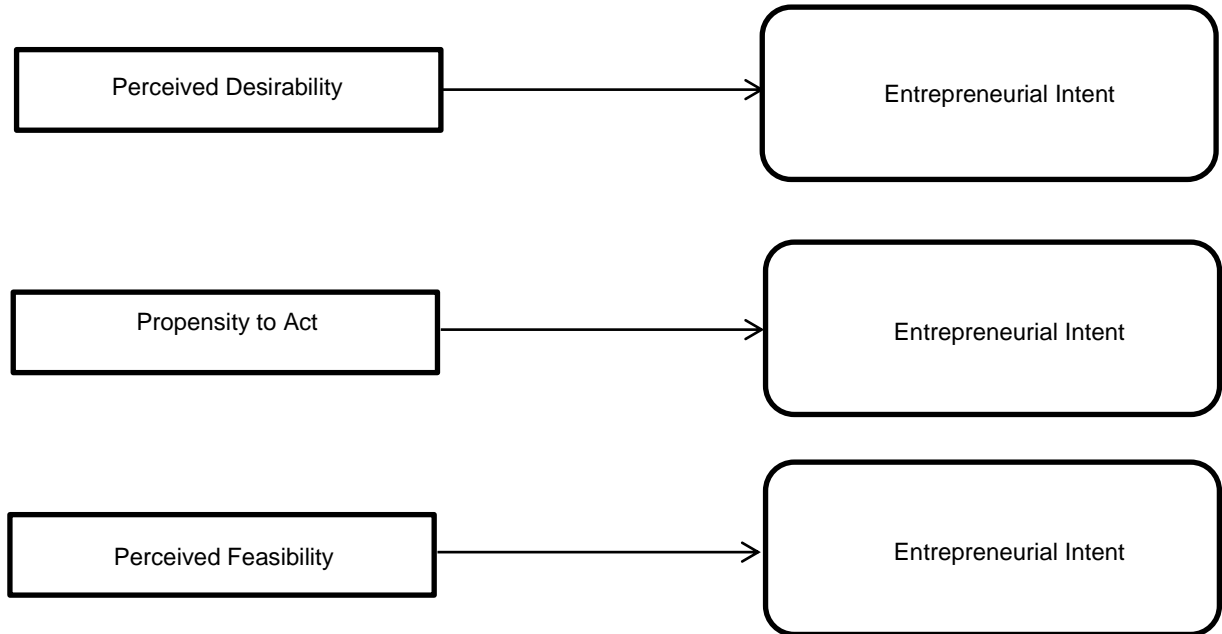 Perceived Desirability
Entrepreneurial Intent
Propensity to Act
Entrepreneurial Intent
Perceived Feasibility
Entrepreneurial Intent